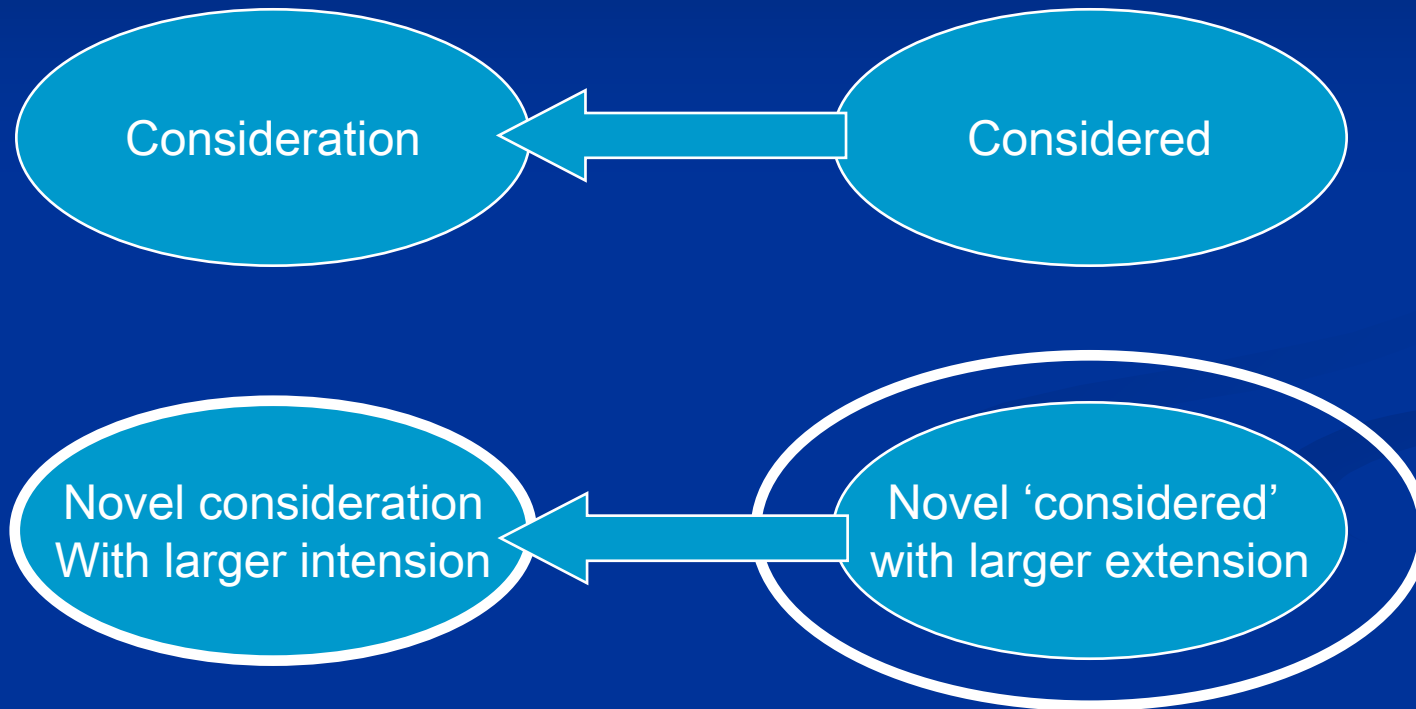 Consideration
Considered
Novel consideration
With larger intension
Novel ‘considered’
with larger extension